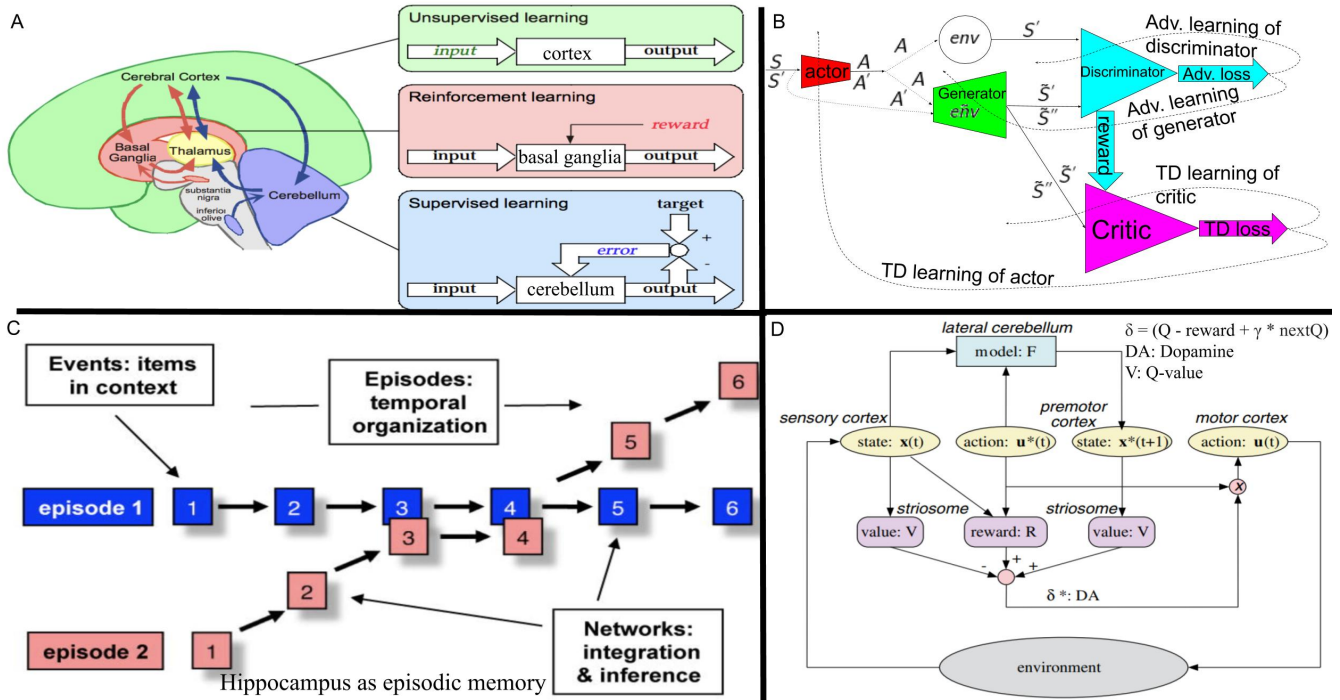 A
Cerebral Cortex
Basal
Ganglia
Thalamus
substantia
nigra
inferior
olive
Cerebellum
Unsupervised learning
input
cortex
output
Reinforcement learning
reward
input
basal ganglia
output
Supervised learning
target
+
error
-
input
cerebellum
output
B
S
S'
actor
A
A'
A
env
S'
A
A'
Generator
ẽnv
S̃'
S̃''
Discriminator
Adv. learning of
discriminator
Adv. loss
Adv. learning
of generator
reward
S̃'' S̃'
TD learning of
critic
Critic
TD loss
TD learning of actor
C
Events: items
in context
Episodes:
temporal
organization
6
5
episode 1
1
2
3
4
5
6
3
4
2
episode 2
1
Networks:
integration
& inference
Hippocampus as episodic memory
D
lateral cerebellum
model: F
δ = (Q - reward + γ * nextQ)
DA: Dopamine
V: Q-value
sensory cortex
premotor
cortex
motor cortex
state: x(t)
action: u*(t)
state: x*(t+1)
action: u(t)
x
striosome
striosome
value: V
reward: R
value: V
-
+
+
δ*: DA
environment